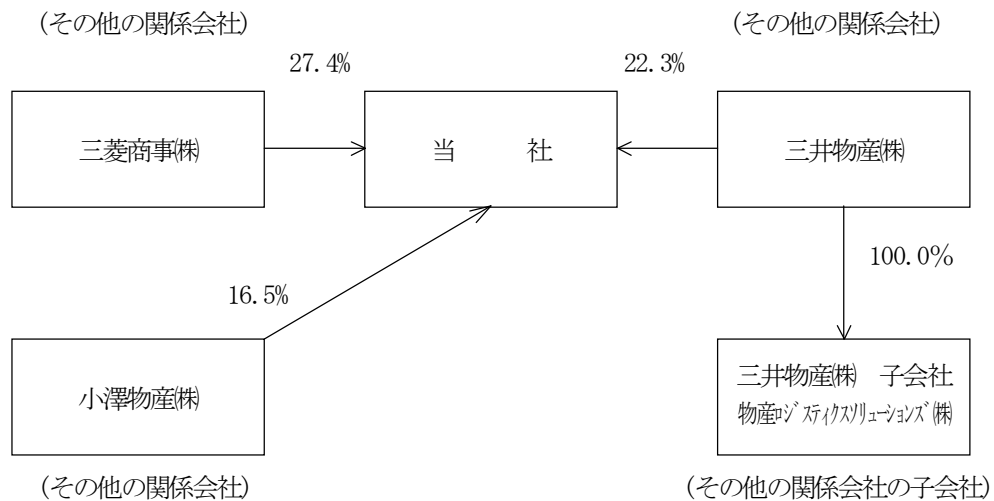 (その他の関係会社)
(その他の関係会社)
27.4%
22.3%
三菱商事㈱
当　　社
三井物産㈱
100.0%
16.5%
小澤物産㈱
三井物産㈱　子会社
物産ﾛｼﾞｽﾃｨｸｽｿﾘｭｰｼｮﾝｽﾞ㈱
(その他の関係会社)
(その他の関係会社の子会社)